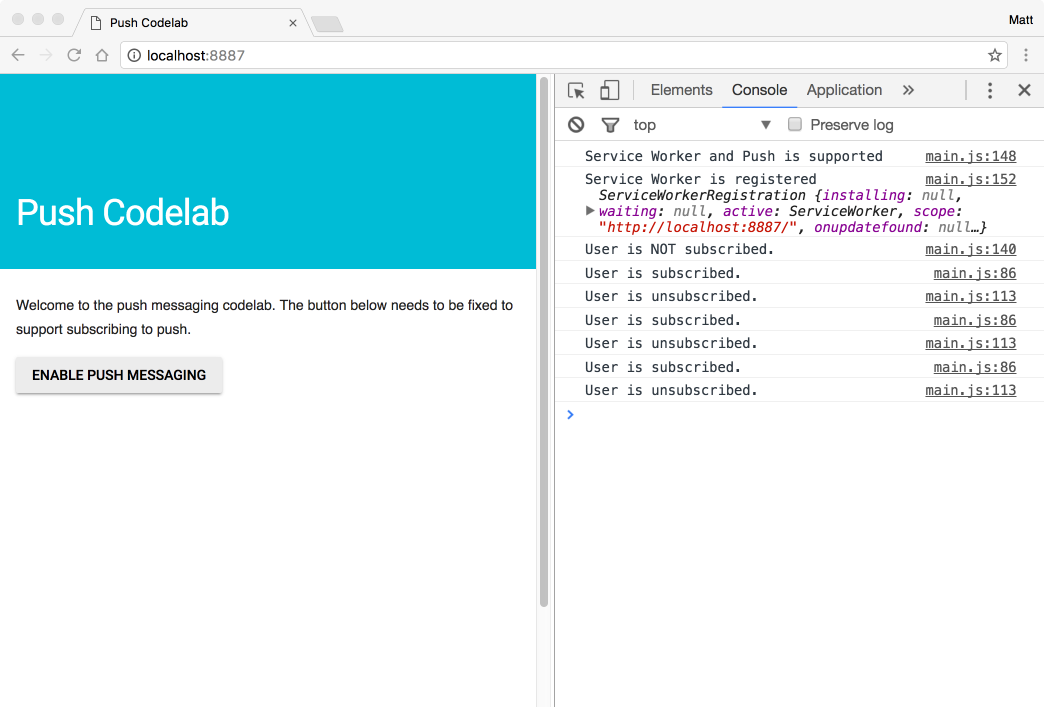 Push Codelab
Matt
localhost:8887
Push Codelab
Welcome to the push messaging codelab. The button below needs to be fixed to
support subscribing to push.
ENABLE PUSH MESSAGING
Elements Console Application »
top ▼ Preserve log
Service Worker and Push is supported main.js:148
Service Worker is registered main.js:152
ServiceWorkerRegistration {installing: null,
waiting: null, active: ServiceWorker, scope:
"http://localhost:8887/", onupdatefound: null…}
User is NOT subscribed. main.js:140
User is subscribed. main.js:86
User is unsubscribed. main.js:113
User is subscribed. main.js:86
User is unsubscribed. main.js:113
User is subscribed. main.js:86
User is unsubscribed. main.js:113